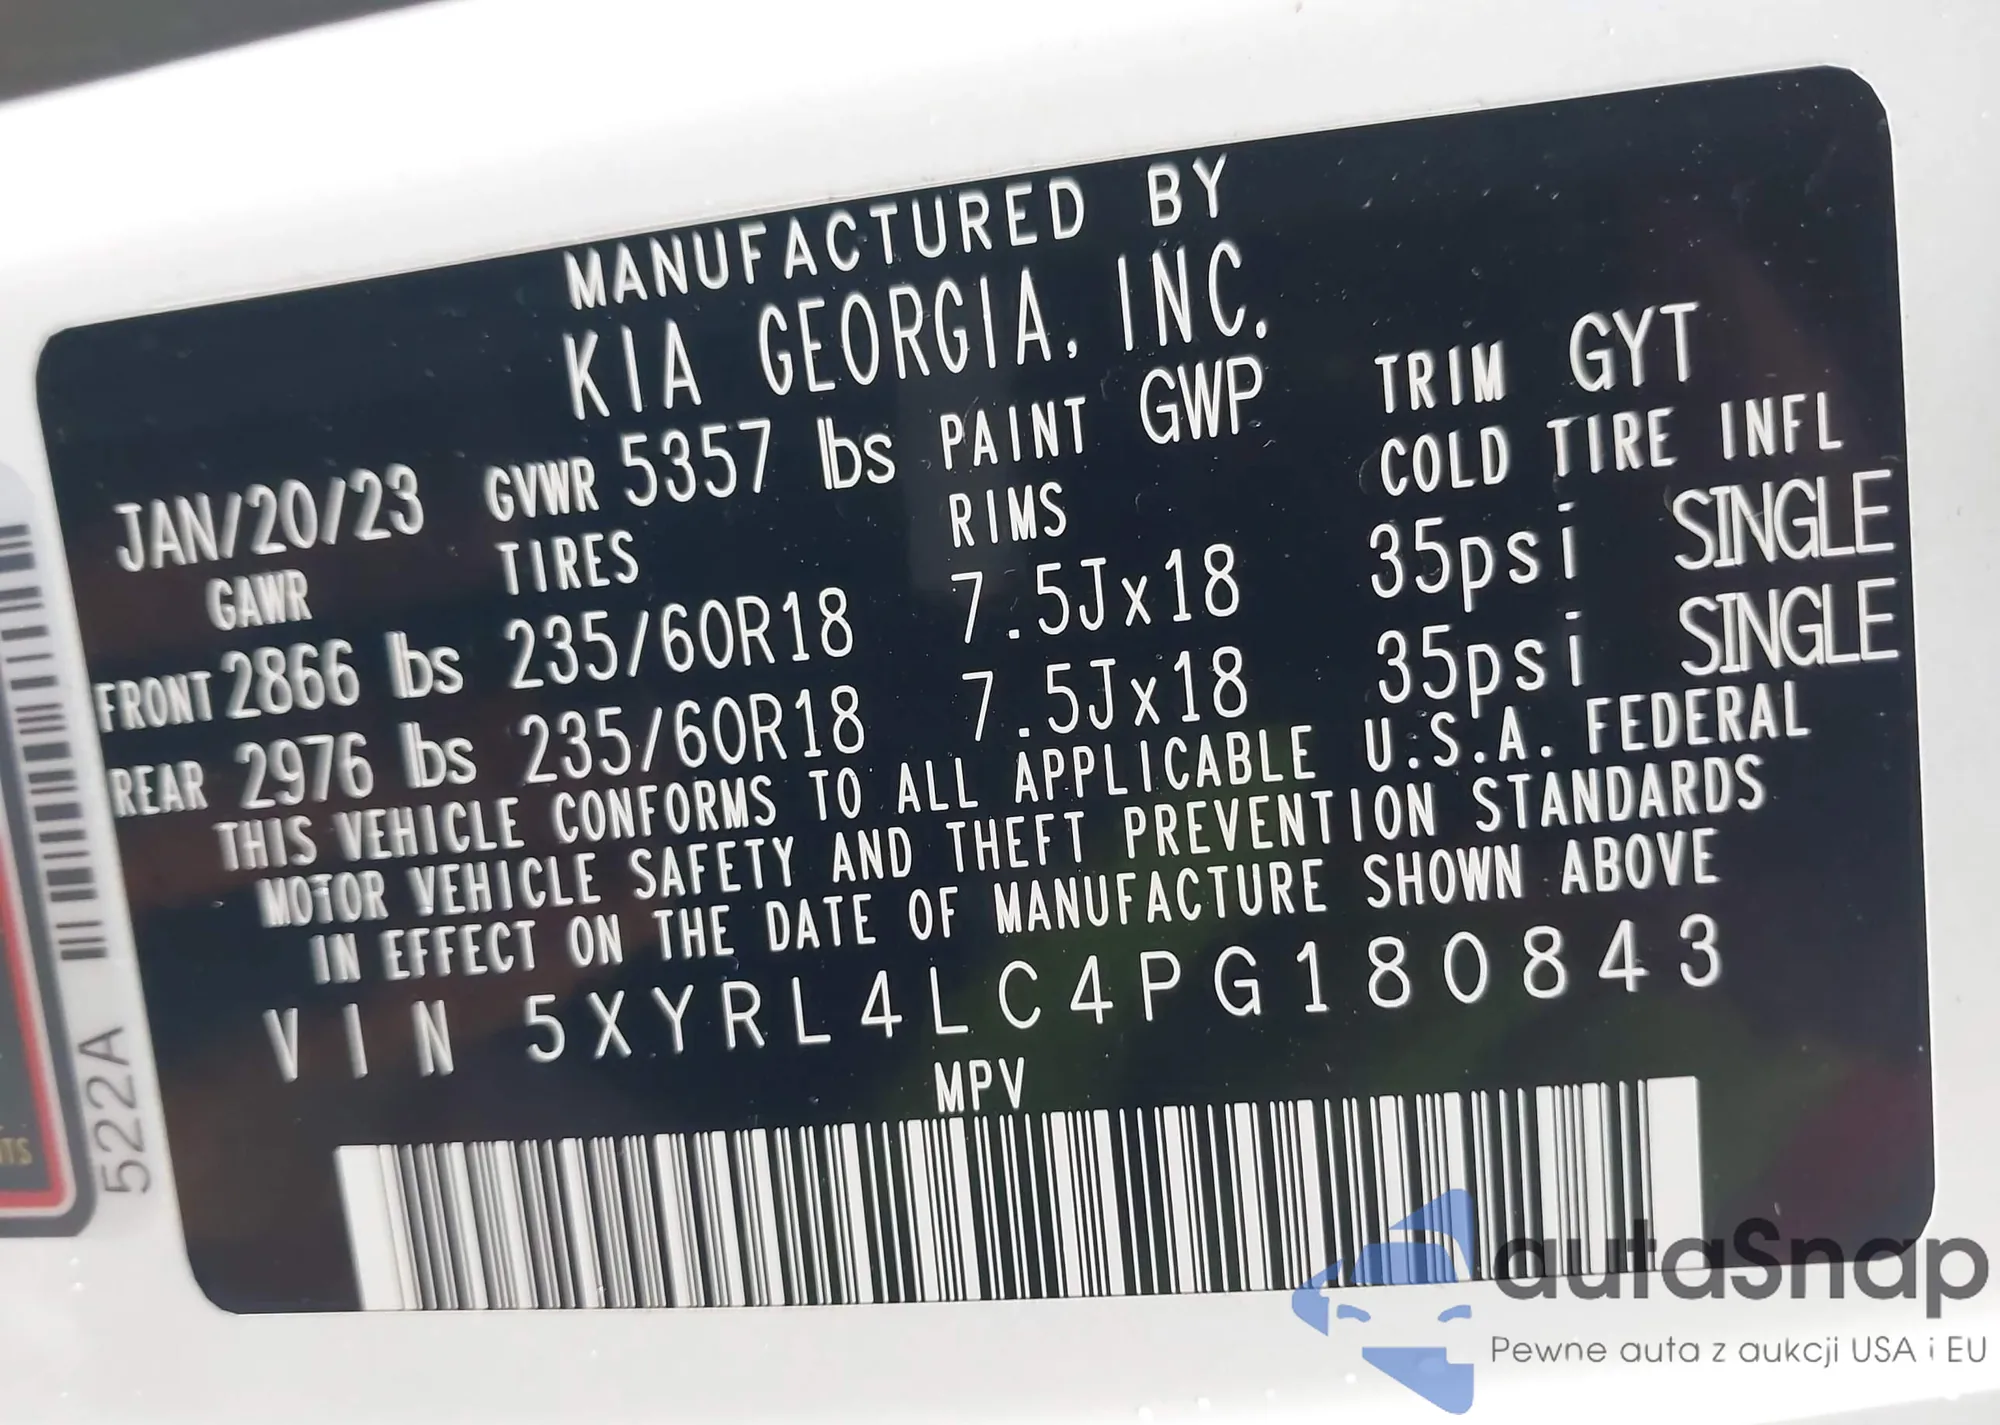 MANUFACTURED BY
KIA GEORGIA, INC.
JAN/20/23 GVWR 5357 lbs PAINT GWP TRIM GYT
GAWR TIRES RIMS COLD TIRE INFL
FRONT 2866 lbs 235/60R18 7.5Jx18 35psi SINGLE
REAR 2976 lbs 235/60R18 7.5Jx18 35psi SINGLE
THIS VEHICLE CONFORMS TO ALL APPLICABLE U.S.A. FEDERAL
MOTOR VEHICLE SAFETY AND THEFT PREVENTION STANDARDS
IN EFFECT ON THE DATE OF MANUFACTURE SHOWN ABOVE
VIN 5XYRL4LC4PG180843
MPV
522A
autaSnap
Pewne auta z aukcji USA i EU